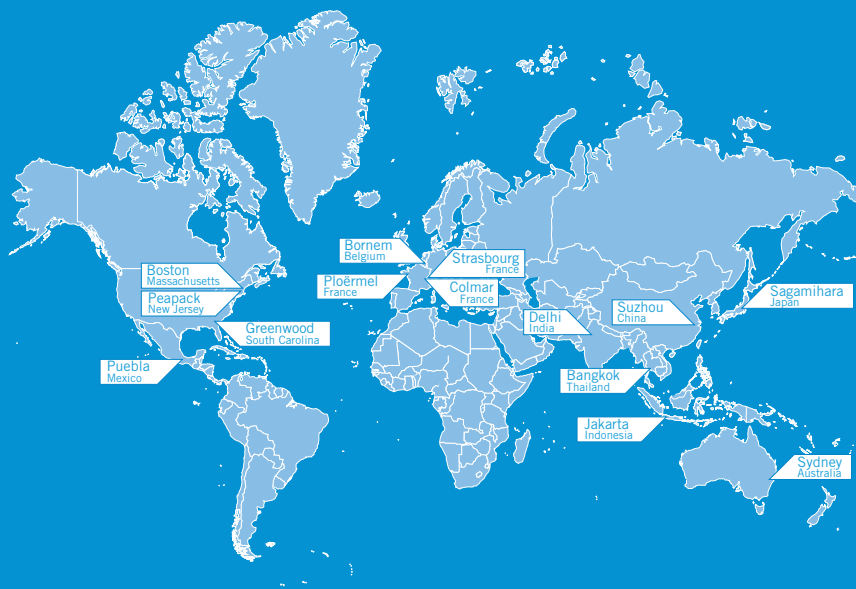 Bornem
Belgium
Strasbourg
France
Boston
Massachusetts
Ploërmel
France
Colmar
France
Peapack
New Jersey
Sagamihara
Japan
Suzhou
China
Delhi
India
Greenwood
South Carolina
Puebla
Mexico
Bangkok
Thailand
Jakarta
Indonesia
Sydney
Australia